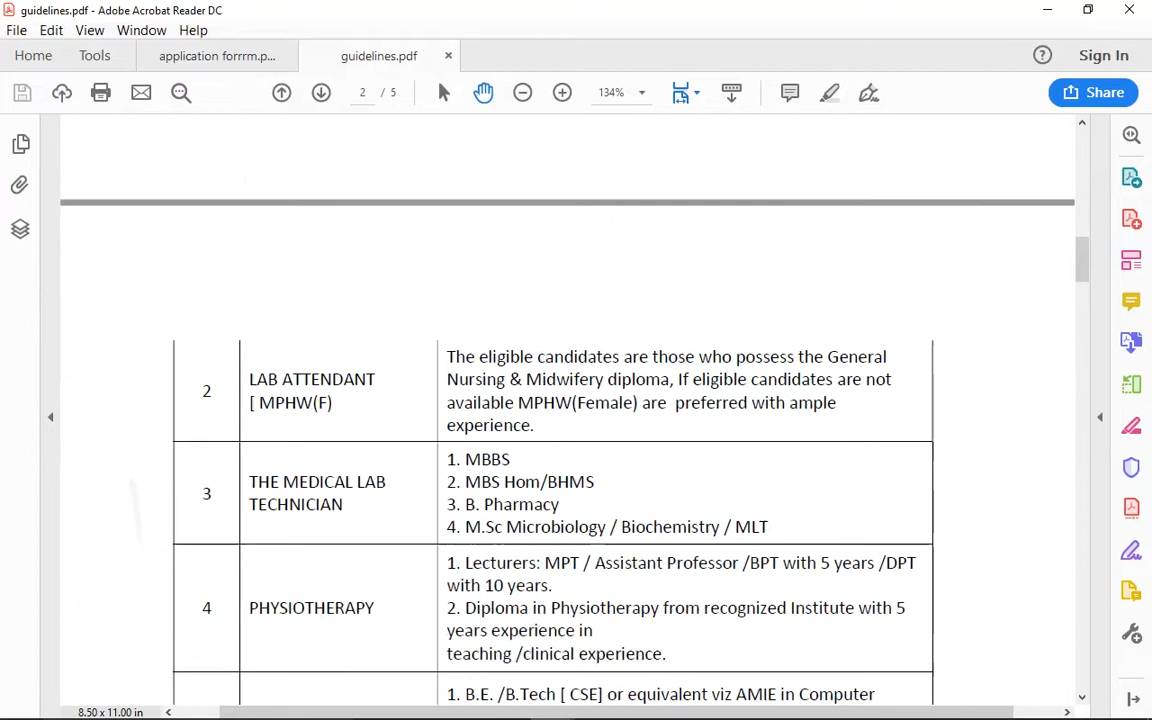 guidelines.pdf - Adobe Acrobat Reader DC
File Edit View Window Help
Home Tools application forrrm.p... guidelines.pdf × Sign In
2 / 5 134% Share
2
LAB ATTENDANT
[ MPHW(F)
The eligible candidates are those who possess the General
Nursing & Midwifery diploma, If eligible candidates are not
available MPHW(Female) are preferred with ample
experience.
3
THE MEDICAL LAB
TECHNICIAN
1. MBBS
2. MBS Hom/BHMS
3. B. Pharmacy
4. M.Sc Microbiology / Biochemistry / MLT
4
PHYSIOTHERAPY
1. Lecturers: MPT / Assistant Professor /BPT with 5 years /DPT
with 10 years.
2. Diploma in Physiotherapy from recognized Institute with 5
years experience in
teaching /clinical experience.
1. B.E. /B.Tech [ CSE] or equivalent viz AMIE in Computer
8.50 x 11.00 in